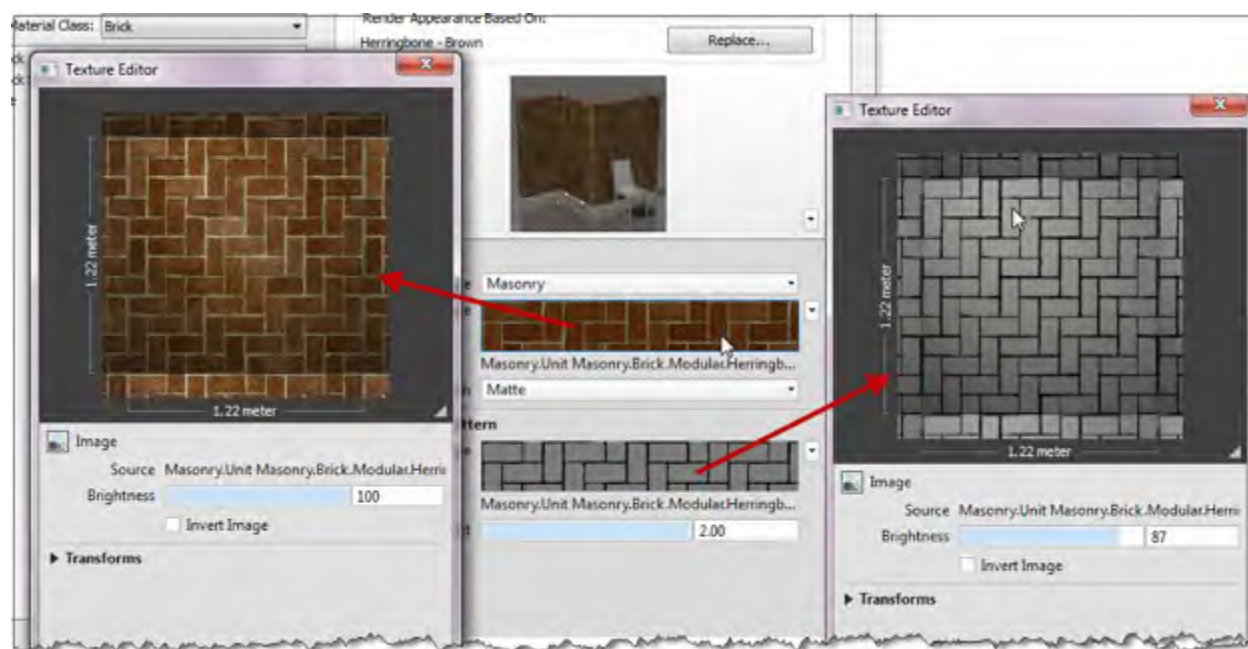 Material Class: Brick
Render Appearance Based On:
Herringbone - Brown
Replace...
Texture Editor
1.22 meter
1.22 meter
Image
Source Masonry.Unit Masonry.Brick.Modular.Herri
Brightness 100
Invert Image
Transforms
Masonry
Masonry.Unit Masonry.Brick.Modular.Herringb...
Matte
ttern
Masonry.Unit Masonry.Brick.Modular.Herringb...
2.00
Texture Editor
1.22 meter
1.22 meter
Image
Source Masonry.Unit Masonry.Brick.Modular.Herri
Brightness 87
Invert Image
Transforms